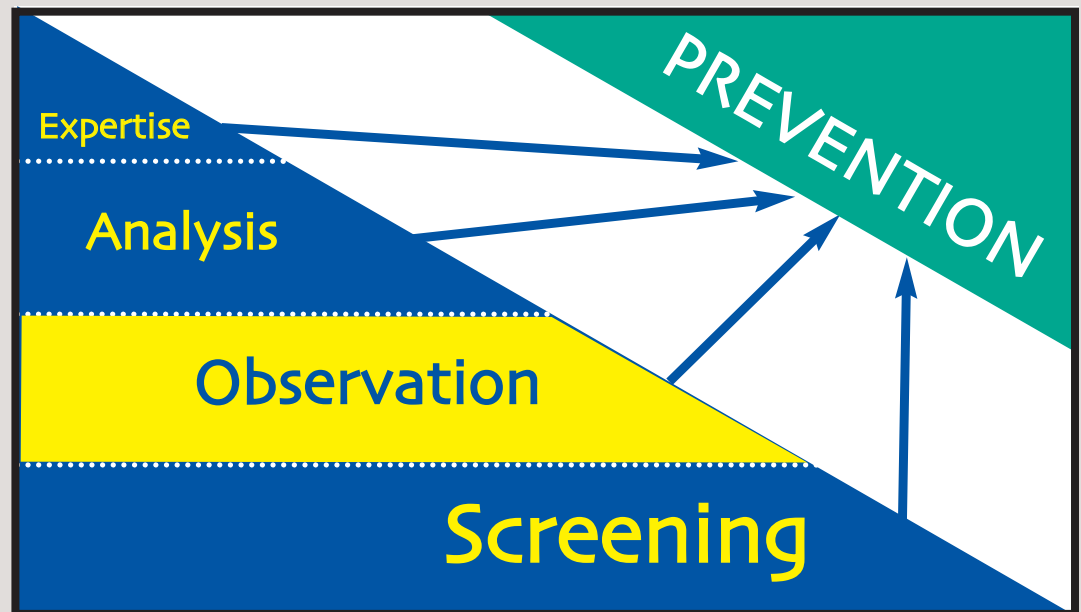 PREVENTION
Expertise
Analysis
Observation
Screening